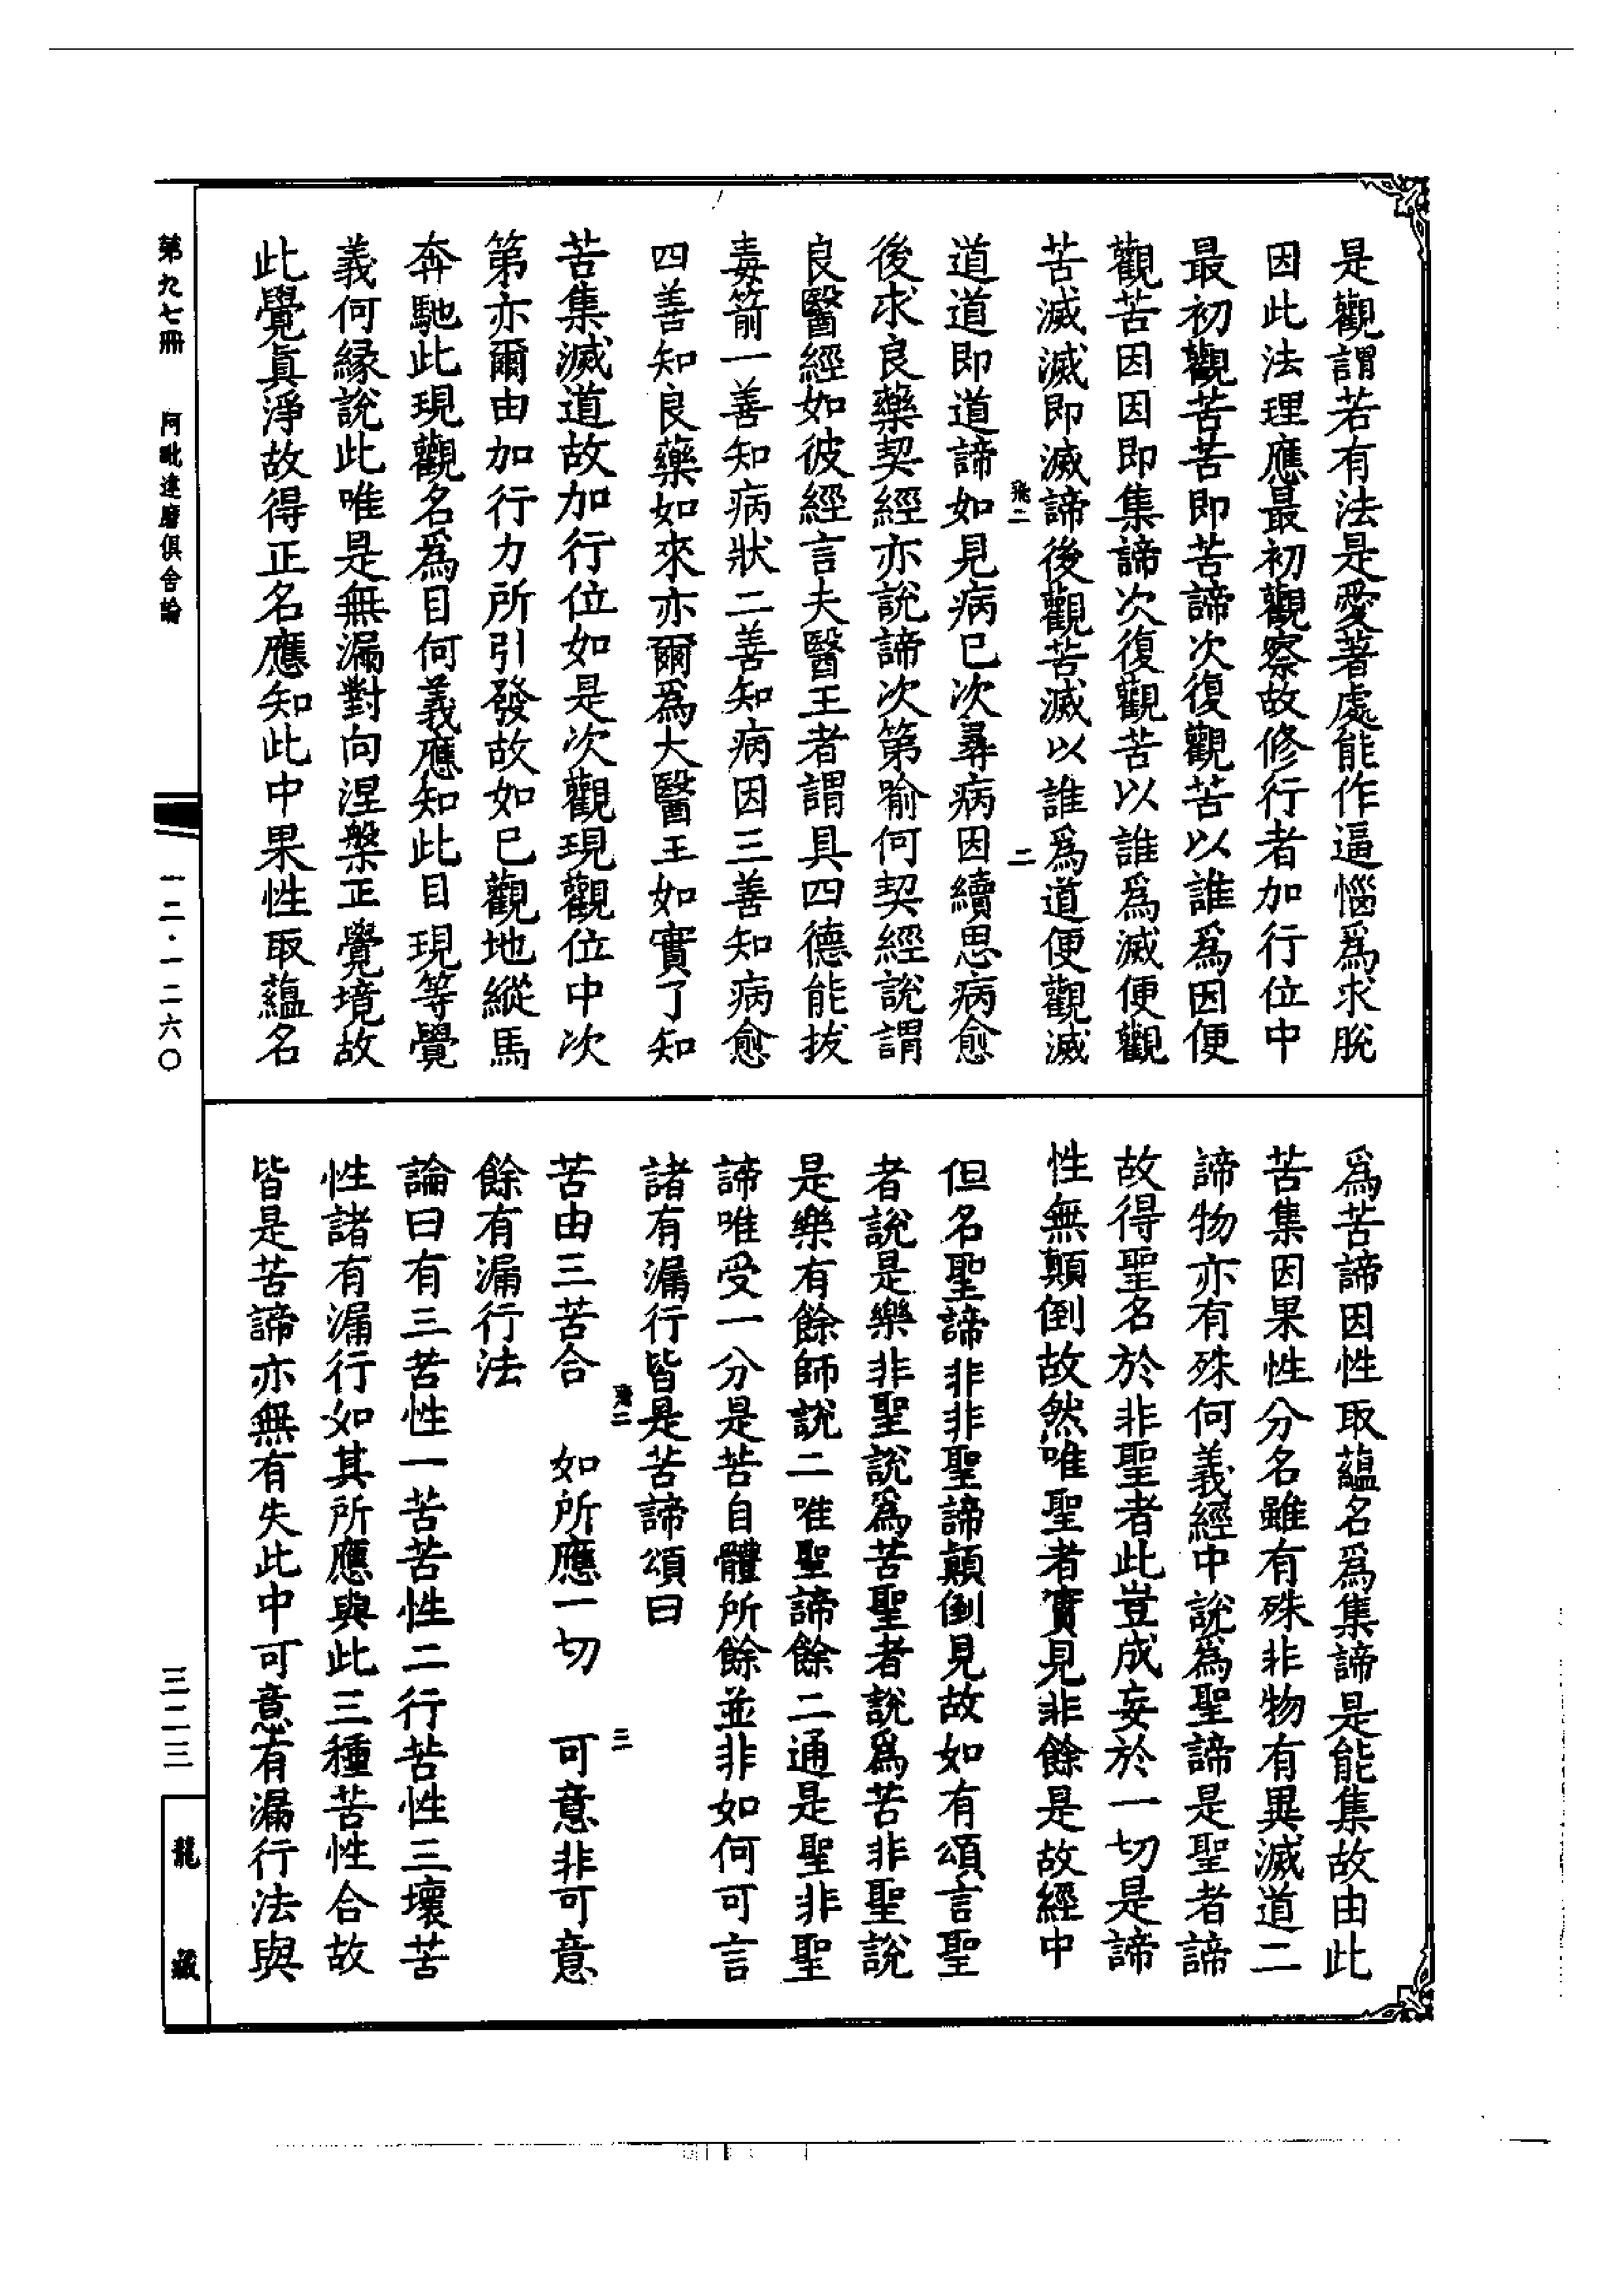 是觀謂若有法是愛著處能作逼惱為求脫
因此法理應最初觀察故修行者加行位中
最初觀苦苦即苦諦次復觀苦以誰為因便
觀苦因因即集諦次復觀苦以誰為滅便觀
苦滅滅即滅諦後觀苦滅以誰為道便觀滅
二
道道即道諦如見病已次尋病因續思病愈
後求良藥契經亦說諦次第喻何契經說謂
良醫經如彼經言夫醫王者謂具四德能拔
毒箭一善知病狀二善知病因三善知病愈
四善知良藥如來亦爾為大醫王如實了知
苦集滅道故加行位如是次觀現觀位中次
第亦爾由加行力所引發故如已觀地縱馬
奔馳此現觀名為目何義應知此目現等覺
義何緣說此唯是無漏對向涅槃正覺境故
此覺真淨故得正名應知此中果性取蘊名
為苦諦因性取蘊名為集諦是能集故由此
苦集因果性分名雖有殊非物有異滅道二
諦物亦有殊何義經中說為聖諦是聖者諦
故得聖名於非聖者此豈成妄於一切是諦
性無顛倒故然唯聖者實見非餘是故經中
但名聖諦非非聖諦顛倒見故如有頌言聖
者說是樂非聖說為苦聖者說為苦非聖說
是樂有餘師說二唯聖諦餘二通是聖非聖
諦唯受一分是苦自體所餘並非如何可言
諸有漏行皆是苦諦頌曰
三
苦由三苦合　如所應一切　可意非可意
餘有漏行法
論曰有三苦性一苦苦性二行苦性三壞苦
性諸有漏行如其所應與此三種苦性合故
皆是苦諦亦無有失此中可意有漏行法與
第九七冊　阿毗達磨俱舍論
一二·一二六〇
三二三
龍藏